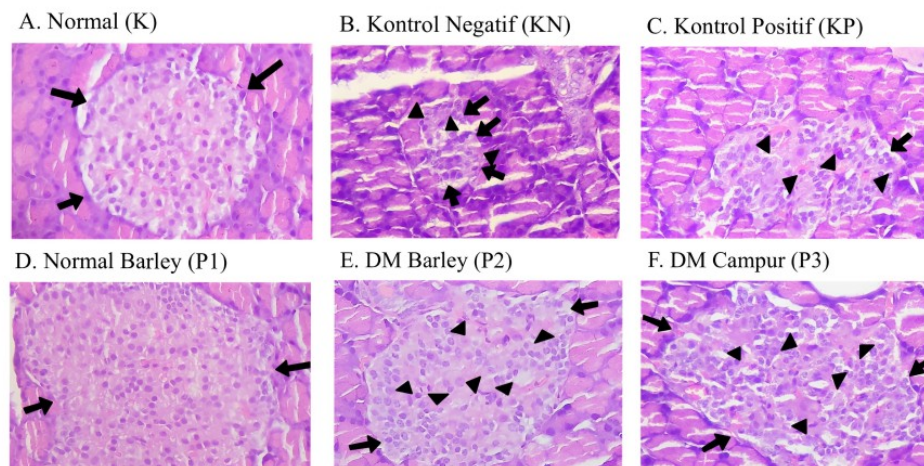 A. Normal (K)
B. Kontrol Negatif (KN)
C. Kontrol Positif (KP)
D. Normal Barley (P1)
E. DM Barley (P2)
F. DM Campur (P3)